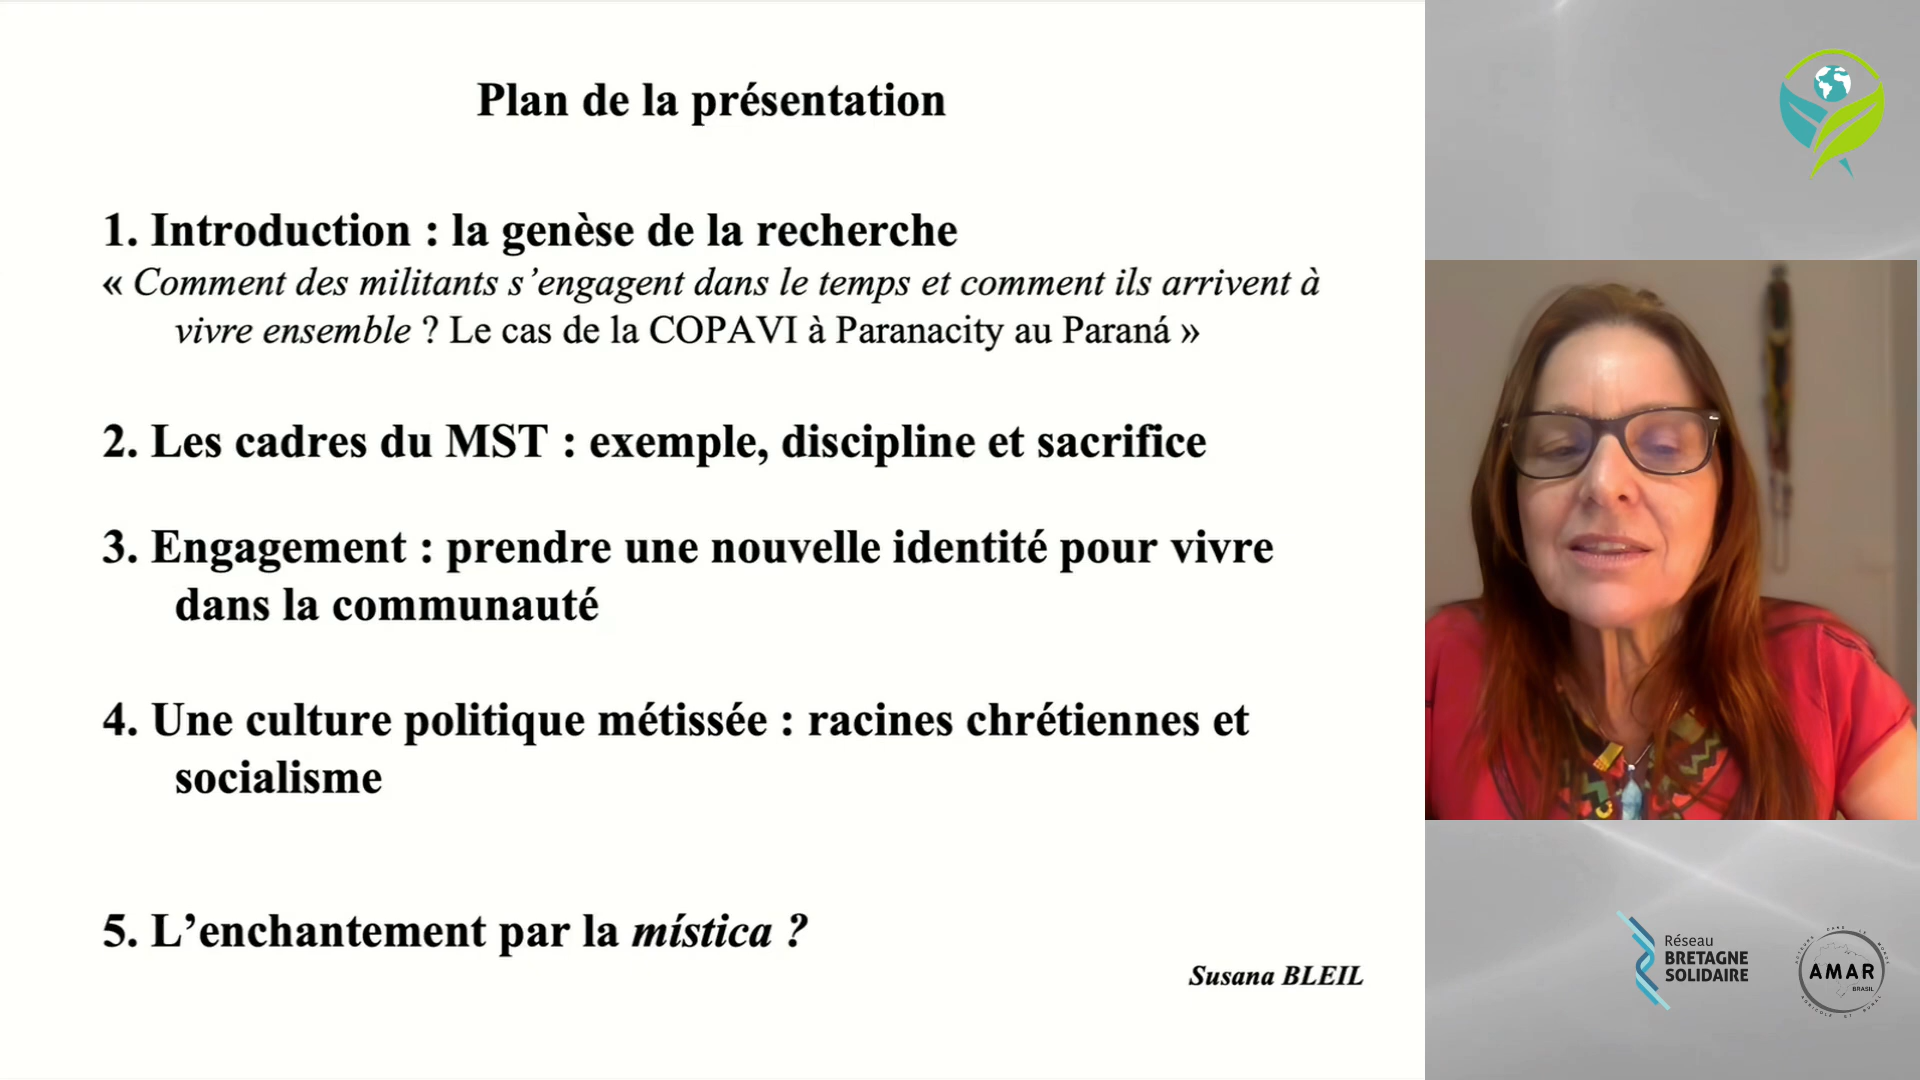 Plan de la présentation
1. Introduction : la genèse de la recherche
« Comment des militants s’engagent dans le temps et comment ils arrivent à
vivre ensemble ? Le cas de la COPAVI à Paranacity au Paraná »
2. Les cadres du MST : exemple, discipline et sacrifice
3. Engagement : prendre une nouvelle identité pour vivre
dans la communauté
4. Une culture politique métissée : racines chrétiennes et
socialisme
5. L’enchantement par la mística ?
Susana BLEIL
Réseau
BRETAGNE
SOLIDAIRE
AMAR
BRASIL